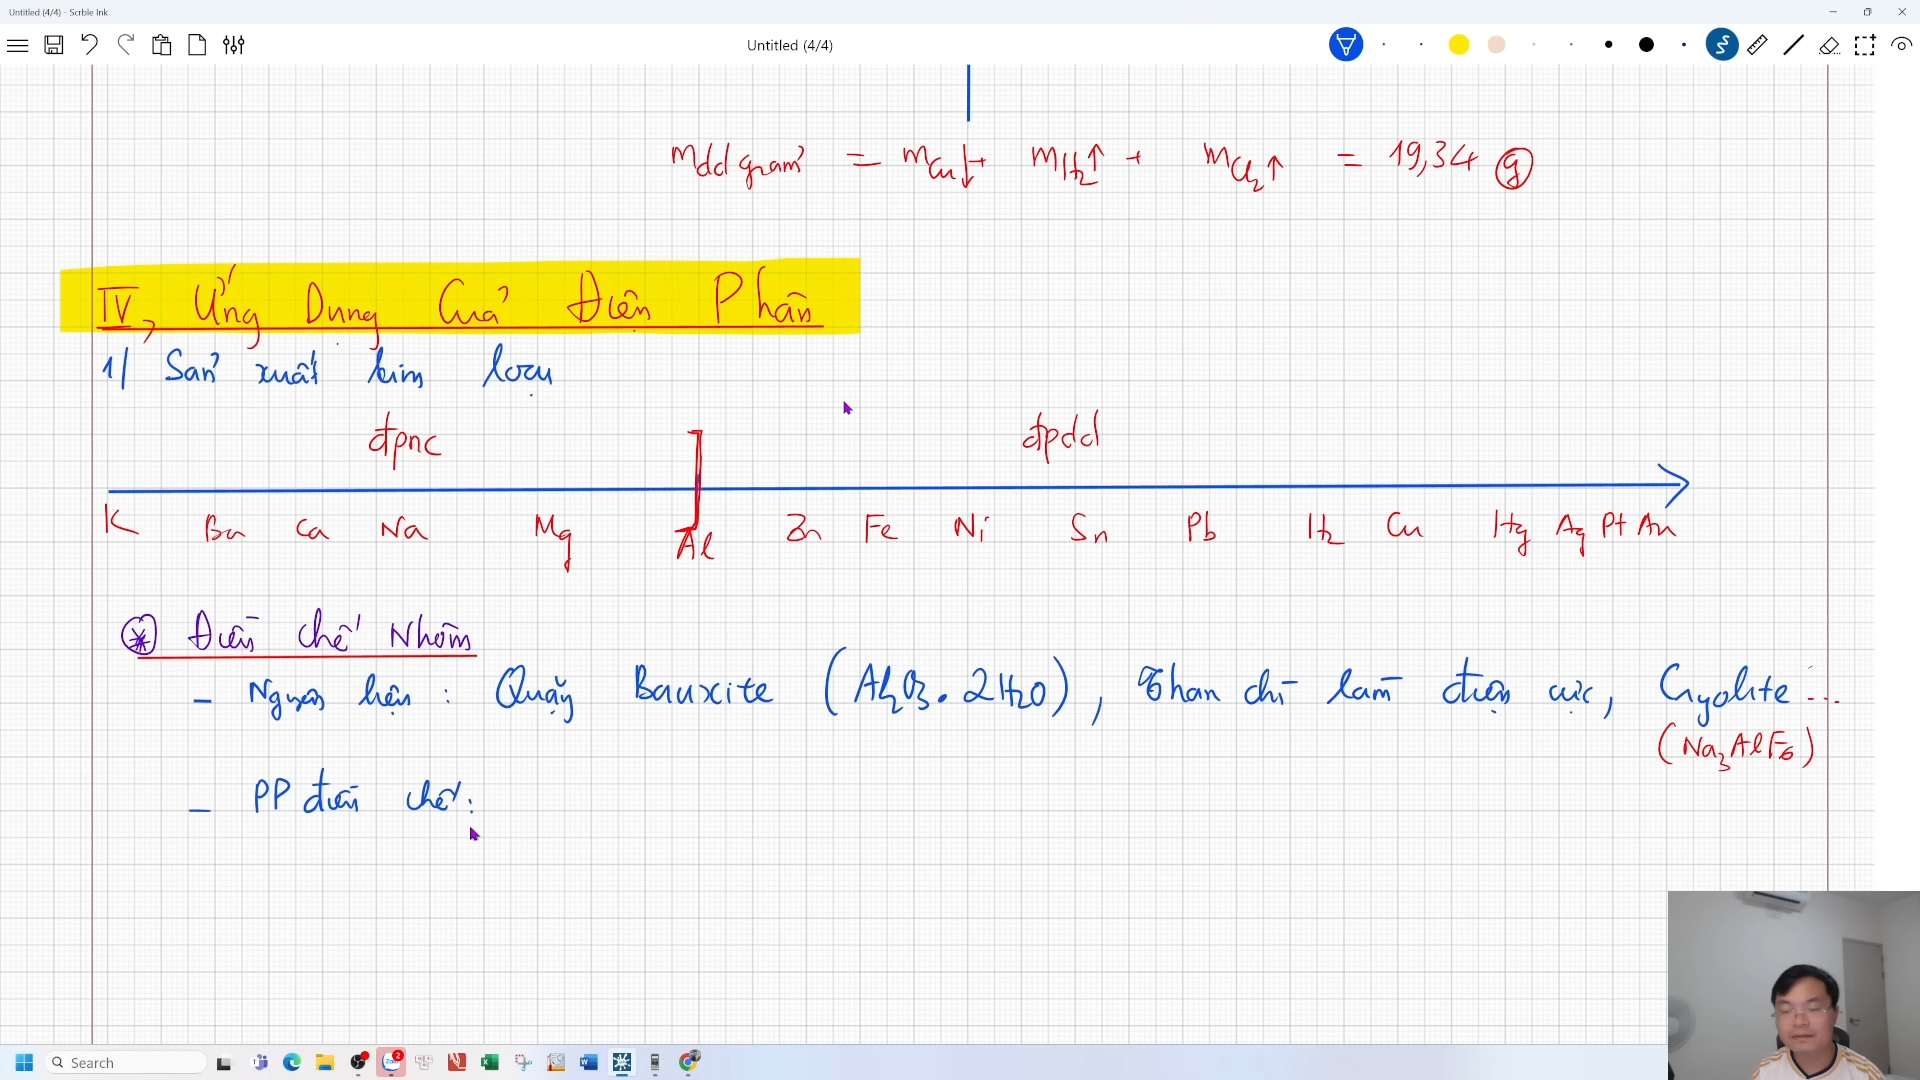 Untitled (4/4) - Scrble Ink
Untitled (4/4)
mdd giảm = mCu↓ + mH₂↑ + mCl₂↑ = 19,34 g
IV, Ứng Dụng Của Điện Phân
1/ Sản xuất kim loại
đpnc đpdd
K Ba Ca Na Mg Al Zn Fe Ni Sn Pb H₂ Cu Hg Ag Pt Au
* Điều chế Nhôm
- Nguyên liệu : Quặng Bauxite (Al₂O₃.2H₂O), Than chì làm điện cực, Cryolite ...
(Na₃AlF₆)
- PP điều chế:
Search